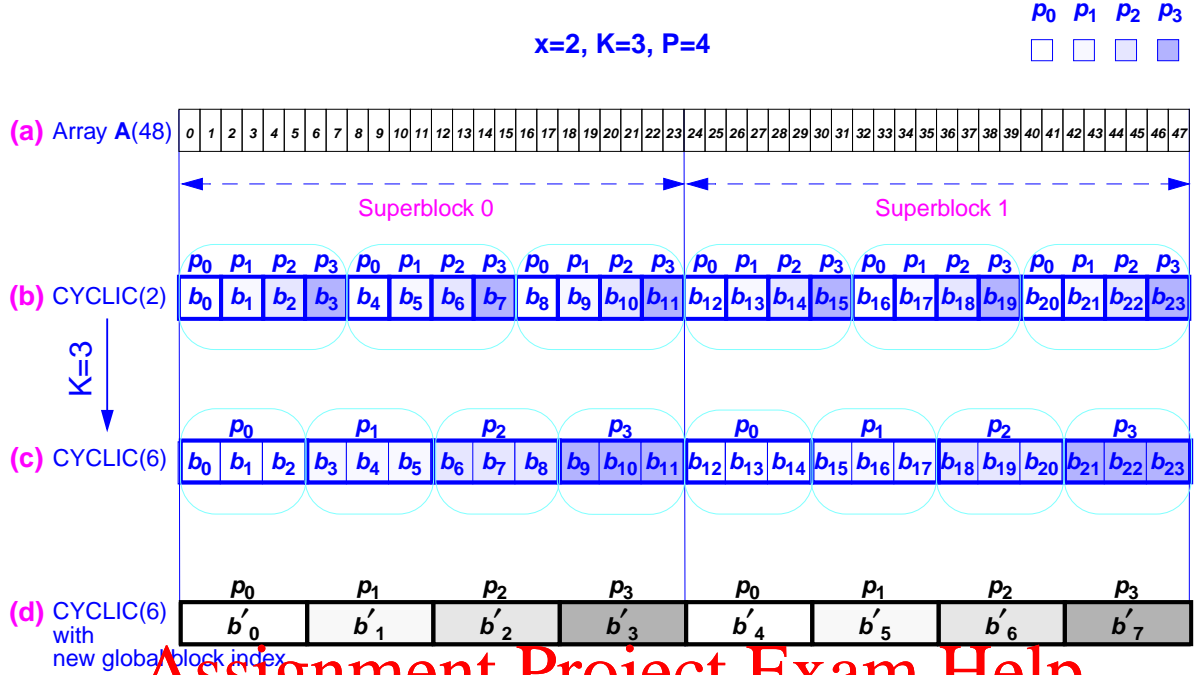 p0 p1 p2 p3
x=2, K=3, P=4
(a) Array A(48) 0 1 2 3 4 5 6 7 8 9 10 11 12 13 14 15 16 17 18 19 20 21 22 23 24 25 26 27 28 29 30 31 32 33 34 35 36 37 38 39 40 41 42 43 44 45 46 47
Superblock 0 Superblock 1
p0 p1 p2 p3 p0 p1 p2 p3 p0 p1 p2 p3 p0 p1 p2 p3 p0 p1 p2 p3 p0 p1 p2 p3
(b) CYCLIC(2) b0 b1 b2 b3 b4 b5 b6 b7 b8 b9 b10 b11 b12 b13 b14 b15 b16 b17 b18 b19 b20 b21 b22 b23
K=3
p0 p1 p2 p3 p0 p1 p2 p3
(c) CYCLIC(6) b0 b1 b2 b3 b4 b5 b6 b7 b8 b9 b10 b11 b12 b13 b14 b15 b16 b17 b18 b19 b20 b21 b22 b23
p0 p1 p2 p3 p0 p1 p2 p3
(d) CYCLIC(6) b′0 b′1 b′2 b′3 b′4 b′5 b′6 b′7
with
new global block index
Assignment Project Exam Help